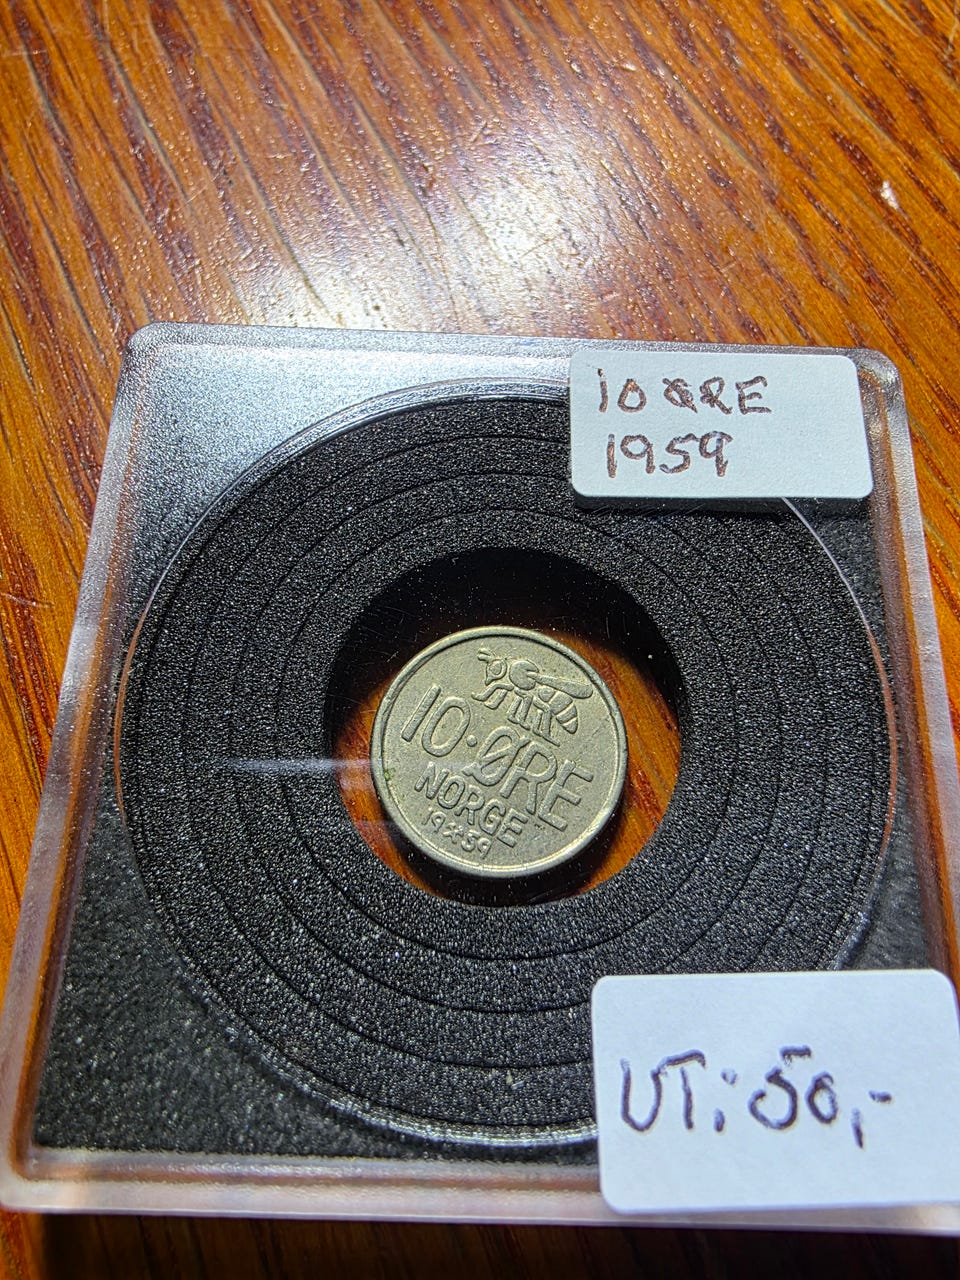 10 ØRE
1959
10·ØRE
NORGE
19 59
UT: 50,-